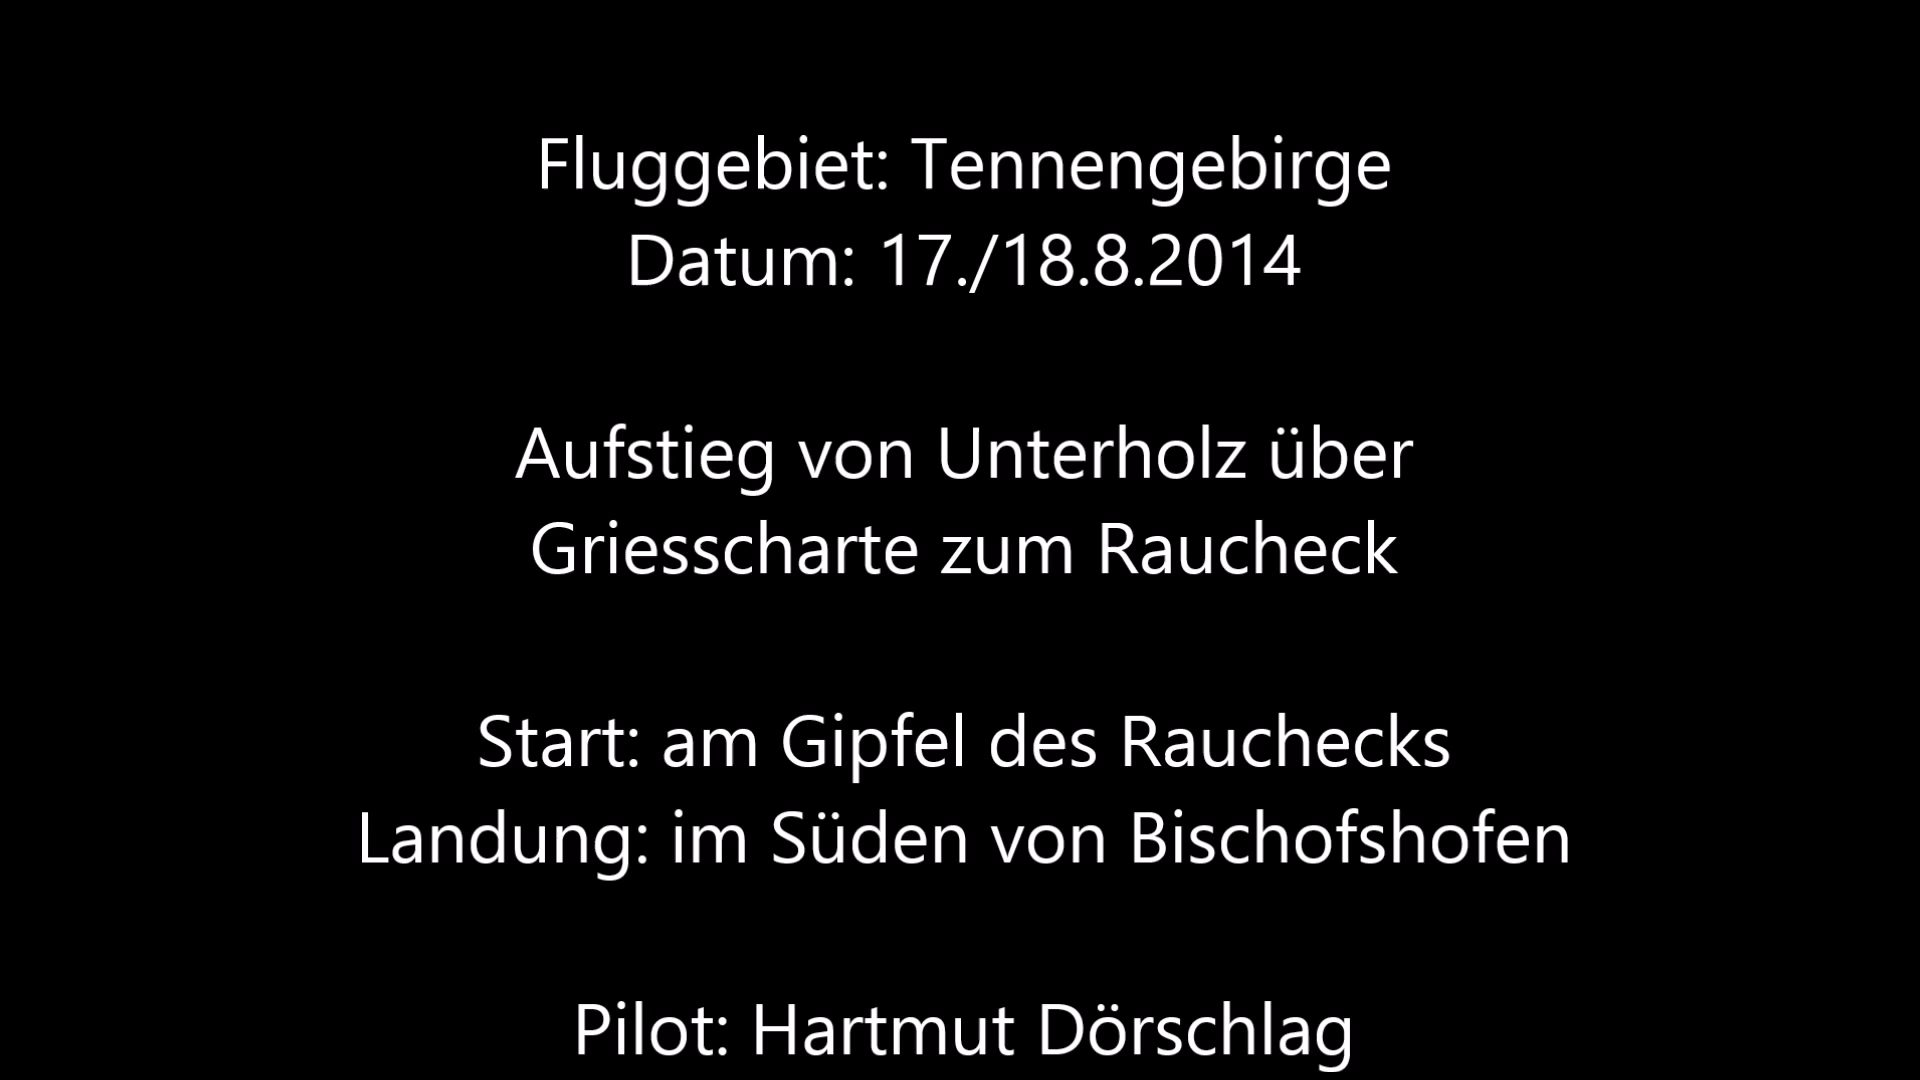 Fluggebiet: Tennengebirge
Datum: 17./18.8.2014
Aufstieg von Unterholz über
Griesscharte zum Raucheck
Start: am Gipfel des Rauchecks
Landung: im Süden von Bischofshofen
Pilot: Hartmut Dörschlag